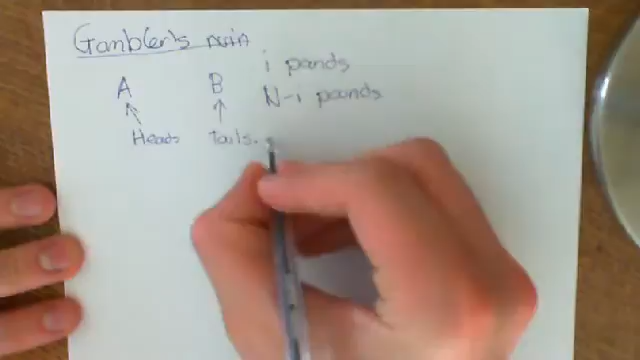 Gambler's ruin
i pounds
A B N-i pounds
Heads Tails.